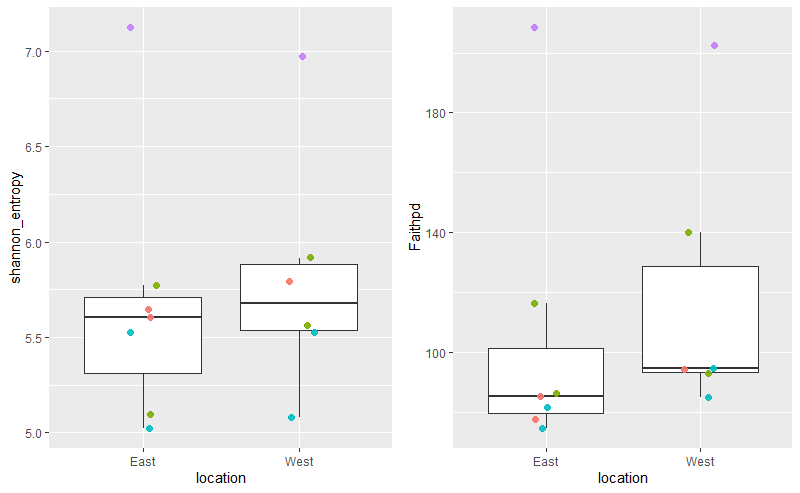 shannon_entropy
7.0
6.5
6.0
5.5
5.0
East
West
location
Faithpd
180
140
100
East
West
location